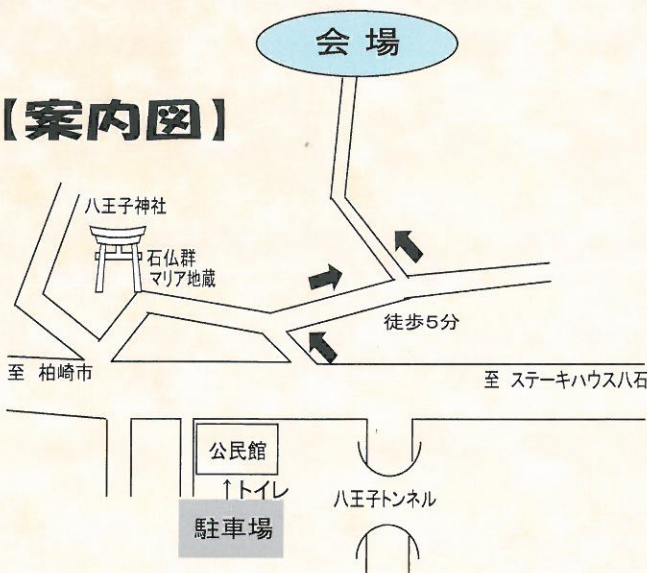 会場
【案内図】
八王子神社
石仏群
マリア地蔵
徒歩5分
至 柏崎市
至 ステーキハウス八石
公民館
↑トイレ
八王子トンネル
駐車場